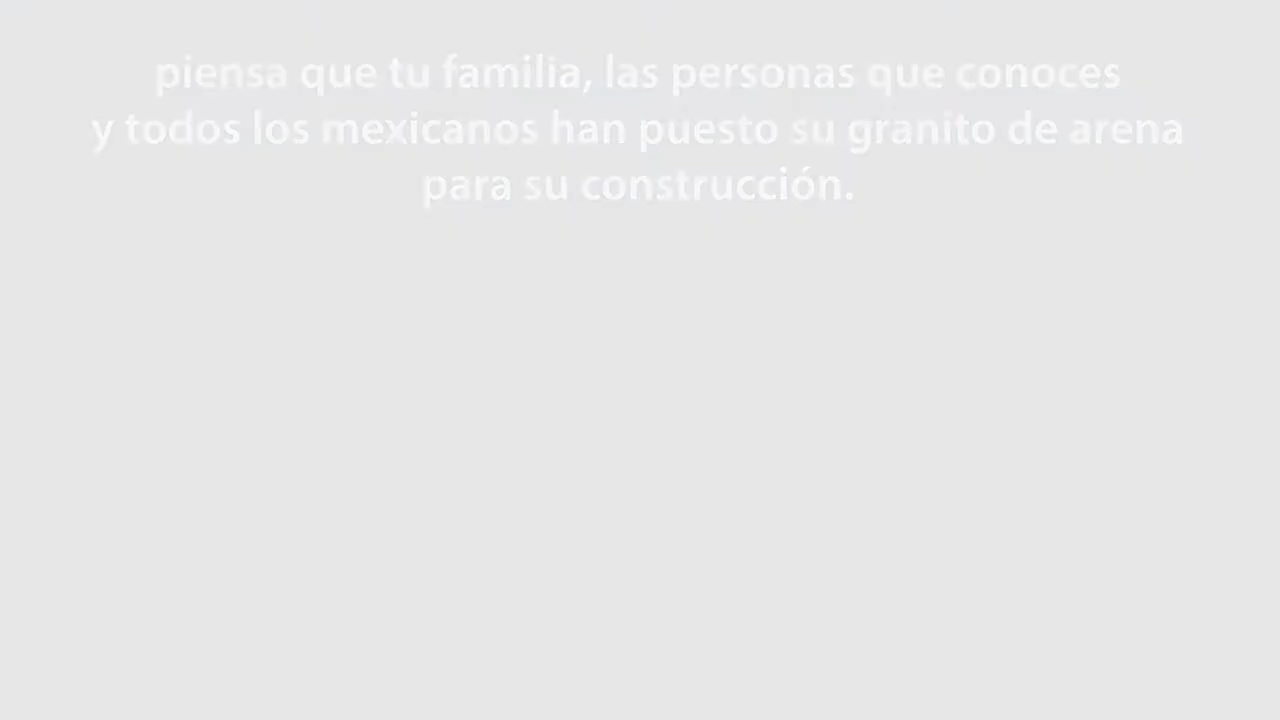 piensa que tu familia, las personas que conoces
y todos los mexicanos han puesto su granito de arena
para su construcción.